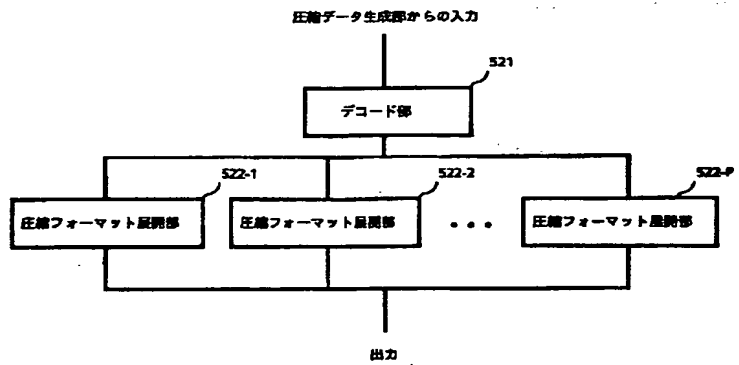 圧縮データ生成部からの入力
521
デコード部
522-1
522-2
522-P
圧縮フォーマット展開部
圧縮フォーマット展開部
・・・
圧縮フォーマット展開部
出力